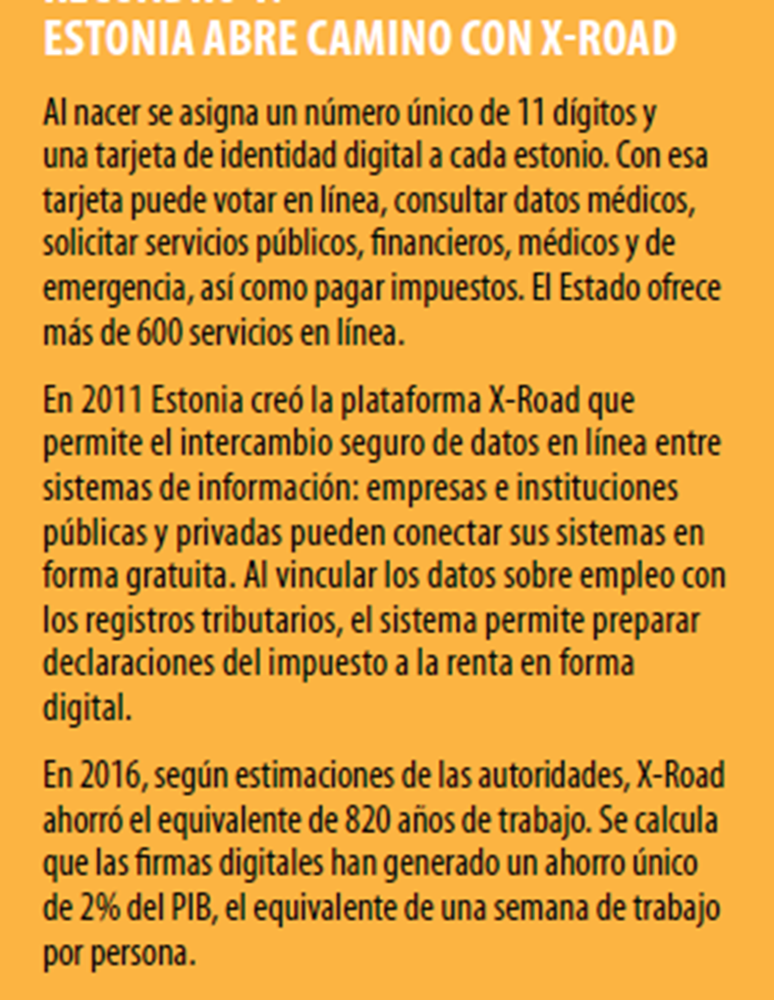 ESTONIA ABRE CAMINO CON X-ROAD
Al nacer se asigna un número único de 11 dígitos y
una tarjeta de identidad digital a cada estonio. Con esa
tarjeta puede votar en línea, consultar datos médicos,
solicitar servicios públicos, financieros, médicos y de
emergencia, así como pagar impuestos. El Estado ofrece
más de 600 servicios en línea.
En 2011 Estonia creó la plataforma X-Road que
permite el intercambio seguro de datos en línea entre
sistemas de información: empresas e instituciones
públicas y privadas pueden conectar sus sistemas en
forma gratuita. Al vincular los datos sobre empleo con
los registros tributarios, el sistema permite preparar
declaraciones del impuesto a la renta en forma
digital.
En 2016, según estimaciones de las autoridades, X-Road
ahorró el equivalente de 820 años de trabajo. Se calcula
que las firmas digitales han generado un ahorro único
de 2% del PIB, el equivalente de una semana de trabajo
por persona.